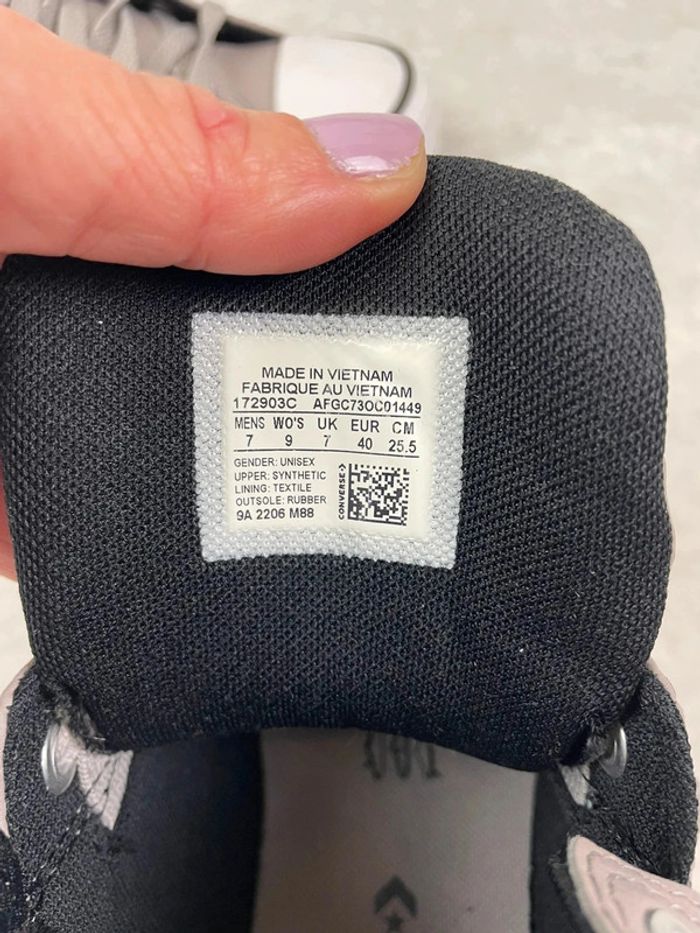 MADE IN VIETNAM
FABRIQUE AU VIETNAM
172903C AFGC73OC01449
MENS WO'S UK EUR CM
7 9 7 40 25.5
GENDER: UNISEX
UPPER: SYNTHETIC
LINING: TEXTILE
OUTSOLE: RUBBER
9A 2206 M88
CONVERSE